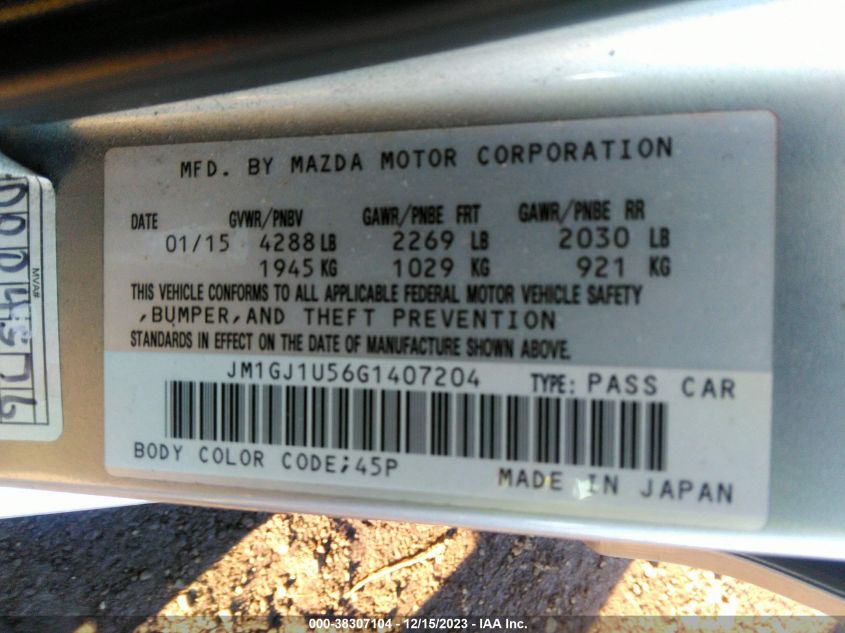 MFD. BY MAZDA MOTOR CORPORATION
DATE GVWR/PNBV GAWR/PNBE FRT GAWR/PNBE RR
01/15 4288 LB 2269 LB 2030 LB
1945 KG 1029 KG 921 KG
THIS VEHICLE CONFORMS TO ALL APPLICABLE FEDERAL MOTOR VEHICLE SAFETY
,BUMPER,AND THEFT PREVENTION
STANDARDS IN EFFECT ON THE DATE OF MANUFACTURE SHOWN ABOVE.
JM1GJ1U56G1407204 TYPE: PASS CAR
BODY COLOR CODE;45P MADE IN JAPAN
MVA#
000-38307104 - 12/15/2023 - IAA Inc.